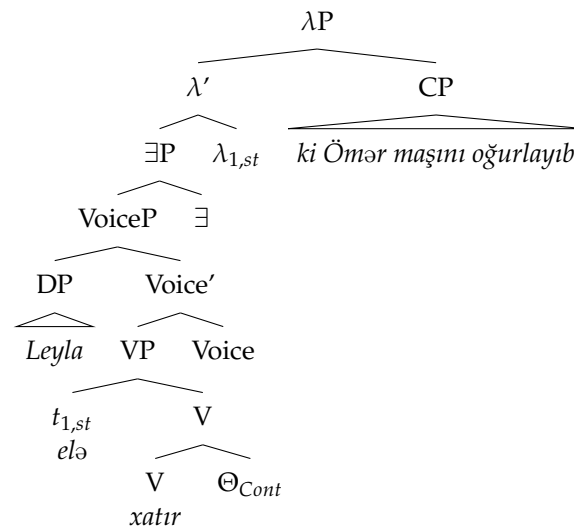 λP
λ' CP
∃P λ1,st ki Ömər maşını oğurlayıb
VoiceP ∃
DP Voice'
Leyla VP Voice
t1,st V
elə
V ΘCont
xatır